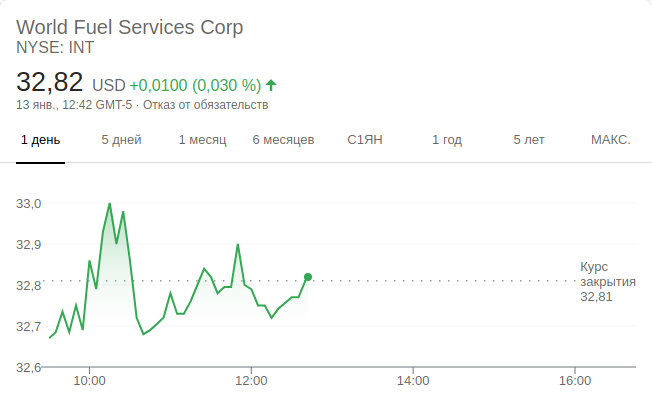 World Fuel Services Corp
NYSE: INT
32,82 USD +0,0100 (0,030 %)
13 янв., 12:42 GMT-5 · Отказ от обязательств
1 день 5 дней 1 месяц 6 месяцев С1ЯН 1 год 5 лет МАКС.
33,0
32,9
Курс
32,8
закрытия
32,81
32,7
32,6
10:00 12:00 14:00 16:00